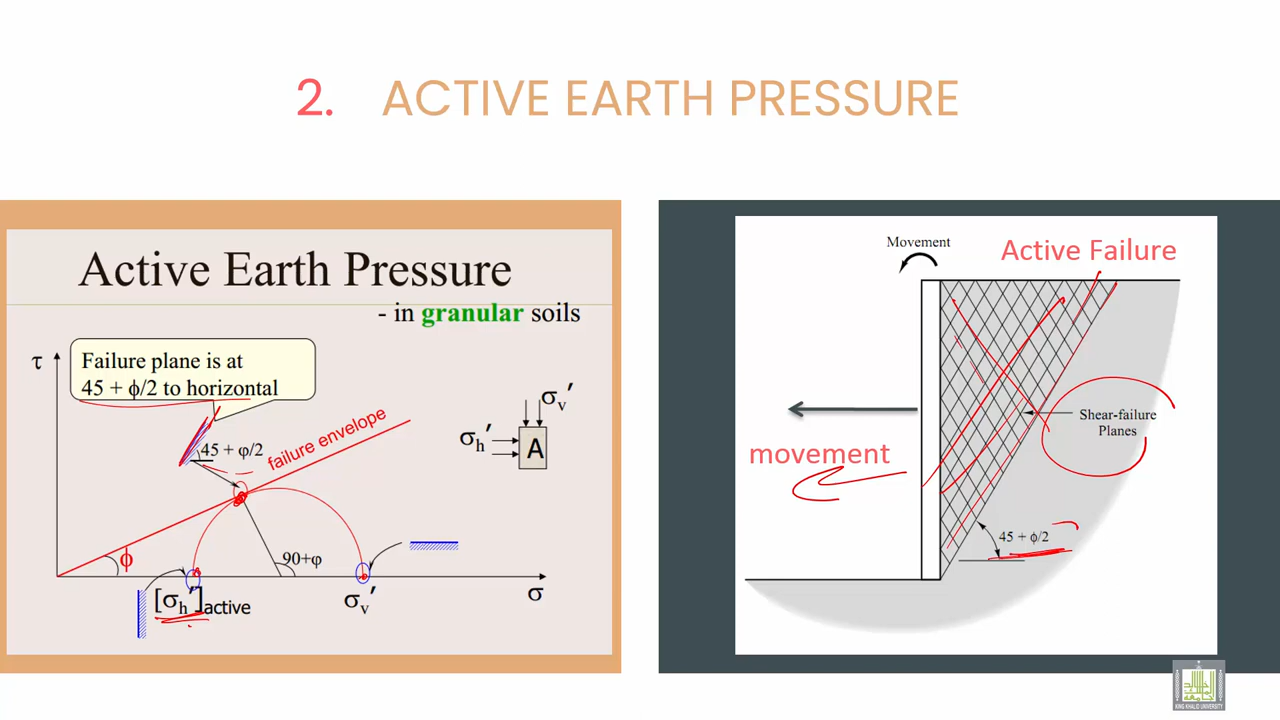 2. ACTIVE EARTH PRESSURE
Active Earth Pressure
- in granular soils
τ
Failure plane is at
45 + ϕ/2 to horizontal
45 + φ/2
failure envelope
σv′
σh′
A
ϕ
90+φ
[σh′]active
σv′
σ
Movement
Active Failure
movement
Shear-failure
Planes
45 + ϕ/2
KING KHALID UNIVERSITY